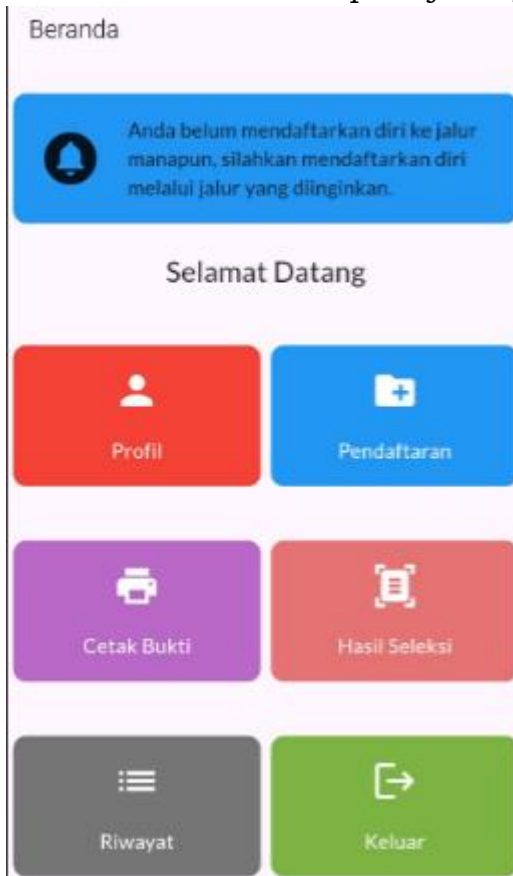 Beranda
Anda belum mendaftarkan diri ke jalur
manapun, silahkan mendaftarkan diri
melalui jalur yang diinginkan.
Selamat Datang
Profil
Pendaftaran
Cetak Bukti
Hasil Seleksi
Riwayat
Keluar